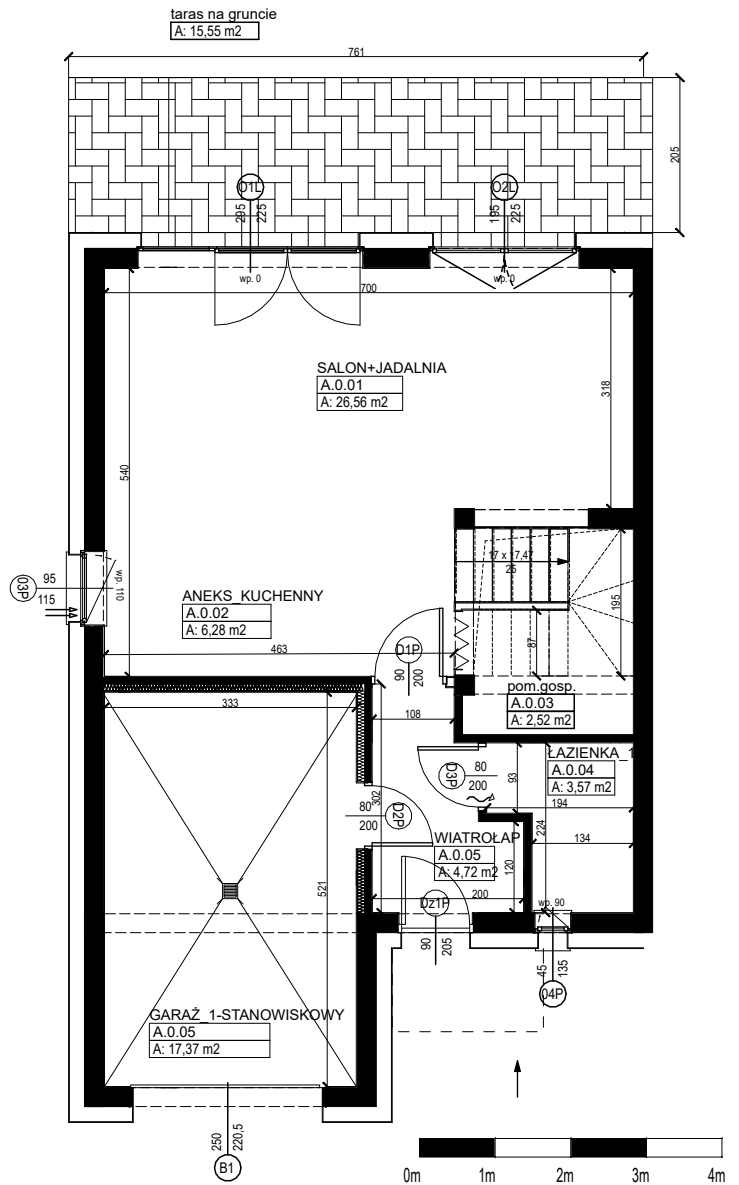 taras na gruncie
A: 15,55 m2
761
205
O1L
295
225
O2L
195
225
wp. 0
wp. 0
700
SALON+JADALNIA
A.0.01
A: 26,56 m2
318
540
17 x 17,47
25
195
87
03P
95
115
wp. 110
ANEKS_KUCHENNY
A.0.02
A: 6,28 m2
463
D1P
90
200
pom.gosp.
A.0.03
A: 2,52 m2
333
108
ŁAZIENKA_1
A.0.04
A: 3,57 m2
D3P
80
200
93
194
224
134
302
D2P
80
200
WIATROŁAP
A.0.05
A: 4,72 m2
120
200
521
Dz1P
90
205
wp. 90
45
135
04P
GARAŻ_1-STANOWISKOWY
A.0.05
A: 17,37 m2
250
220,5
B1
0m 1m 2m 3m 4m